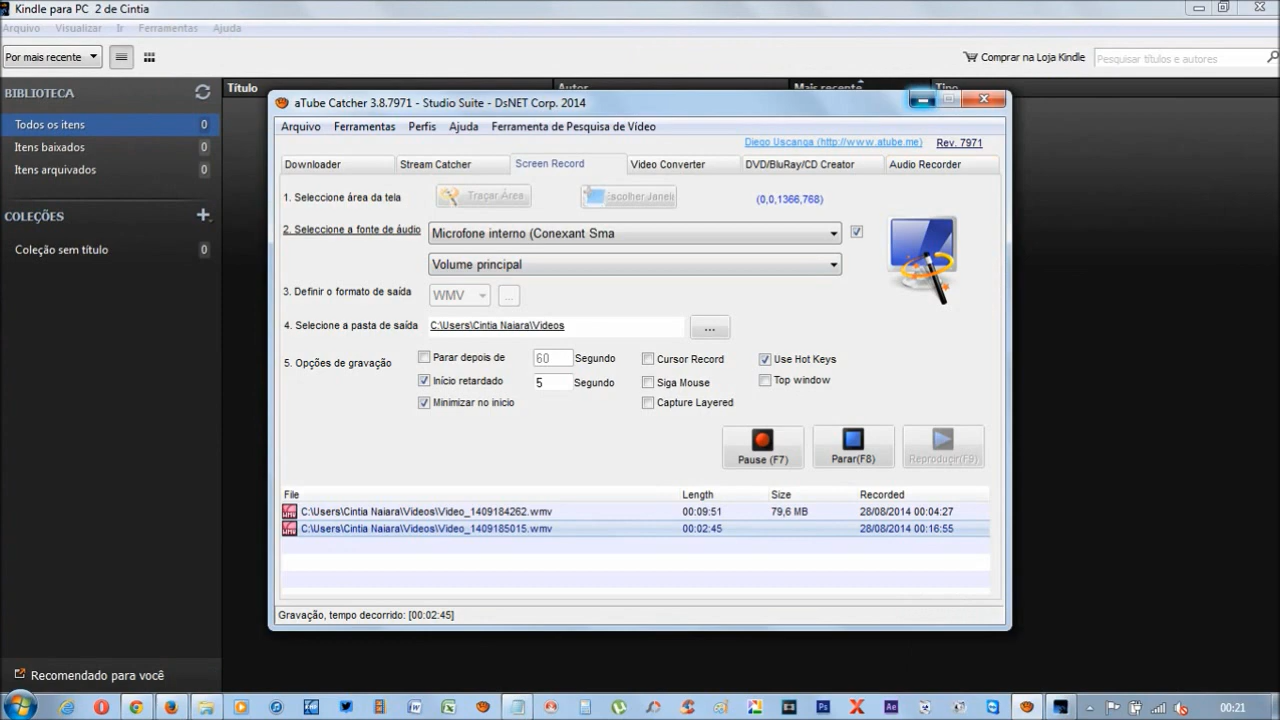 Kindle para PC 2 de Cintia
Arquivo Visualizar Ir Ferramentas Ajuda
Por mais recente
Comprar na Loja Kindle
Pesquisar títulos e autores
BIBLIOTECA
Título Autor Mais recente Tipo
Todos os itens 0
Itens baixados 0
Itens arquivados 0
COLEÇÕES +
Coleção sem título 0
Recomendado para você
aTube Catcher 3.8.7971 - Studio Suite - DsNET Corp. 2014
Arquivo Ferramentas Perfis Ajuda Ferramenta de Pesquisa de Vídeo
Diego Uscanga (http://www.atube.me) Rev. 7971
Downloader Stream Catcher Screen Record Video Converter DVD/BluRay/CD Creator Audio Recorder
1. Seleccione área da tela Traçar Área Escolher Janel (0,0,1366,768)
2. Seleccione a fonte de áudio Microfone interno (Conexant Sma
Volume principal
3. Definir o formato de saída WMV ...
4. Selecione a pasta de saída C:\Users\Cintia Naiara\Videos ...
5. Opções de gravação
Parar depois de 60 Segundo Cursor Record Use Hot Keys
Início retardado 5 Segundo Siga Mouse Top window
Minimizar no inicio Capture Layered
Pause (F7) Parar(F8) Reproduçir(F9)
File Length Size Recorded
C:\Users\Cintia Naiara\Videos\Video_1409184262.wmv 00:09:51 79,6 MB 28/08/2014 00:04:27
C:\Users\Cintia Naiara\Videos\Video_1409185015.wmv 00:02:45 28/08/2014 00:16:55
Gravação, tempo decorrido: [00:02:45]
00:21